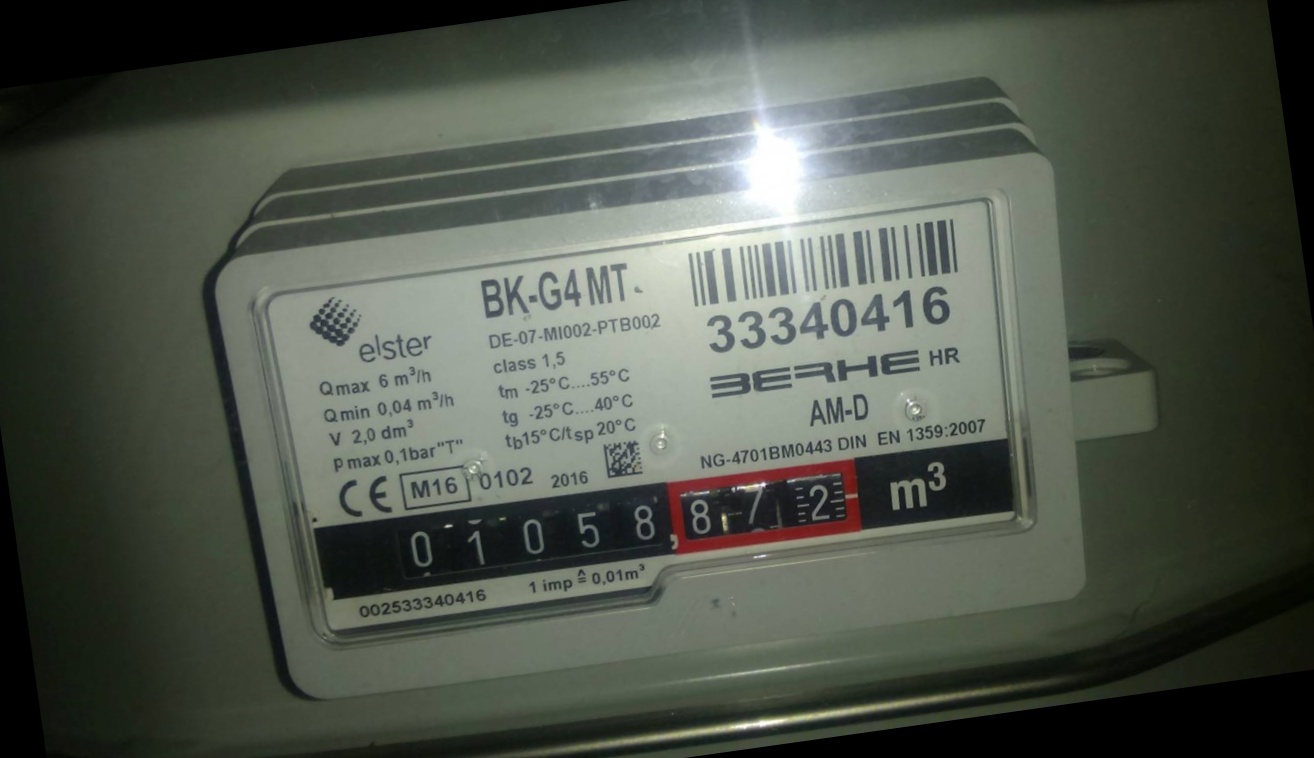 elster
Qmax 6 m³/h
Qmin 0,04 m³/h
V 2,0 dm³
pmax 0,1bar"T"
CE M16 0102 2016
BK-G4 MT
DE-07-MI002-PTB002
class 1,5
tm -25°C....55°C
tg -25°C....40°C
tb15°C/tsp 20°C
33340416
BERHE HR
AM-D
NG-4701BM0443 DIN EN 1359:2007
01058,872 m³
002533340416 1 imp ≙ 0,01m³